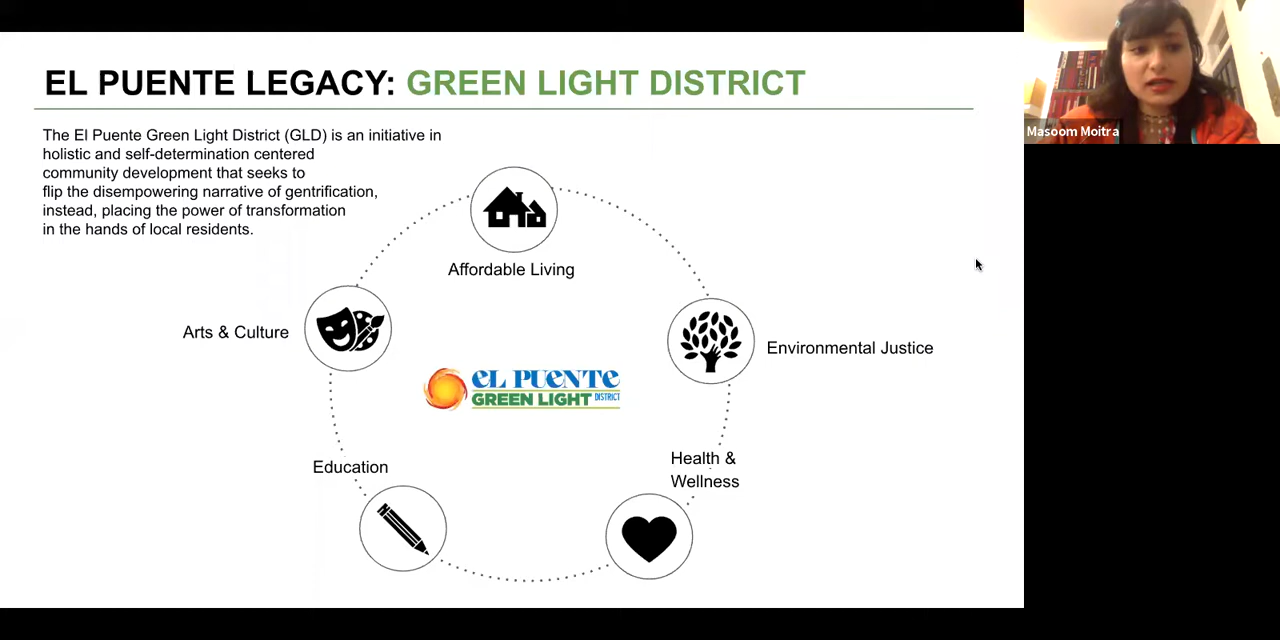 EL PUENTE LEGACY: GREEN LIGHT DISTRICT
Masoom Moitra
The El Puente Green Light District (GLD) is an initiative in
holistic and self-determination centered
community development that seeks to
flip the disempowering narrative of gentrification,
instead, placing the power of transformation
in the hands of local residents.
Affordable Living
Arts & Culture
Environmental Justice
EL PUENTE
GREEN LIGHT DISTRICT
Education
Health &
Wellness